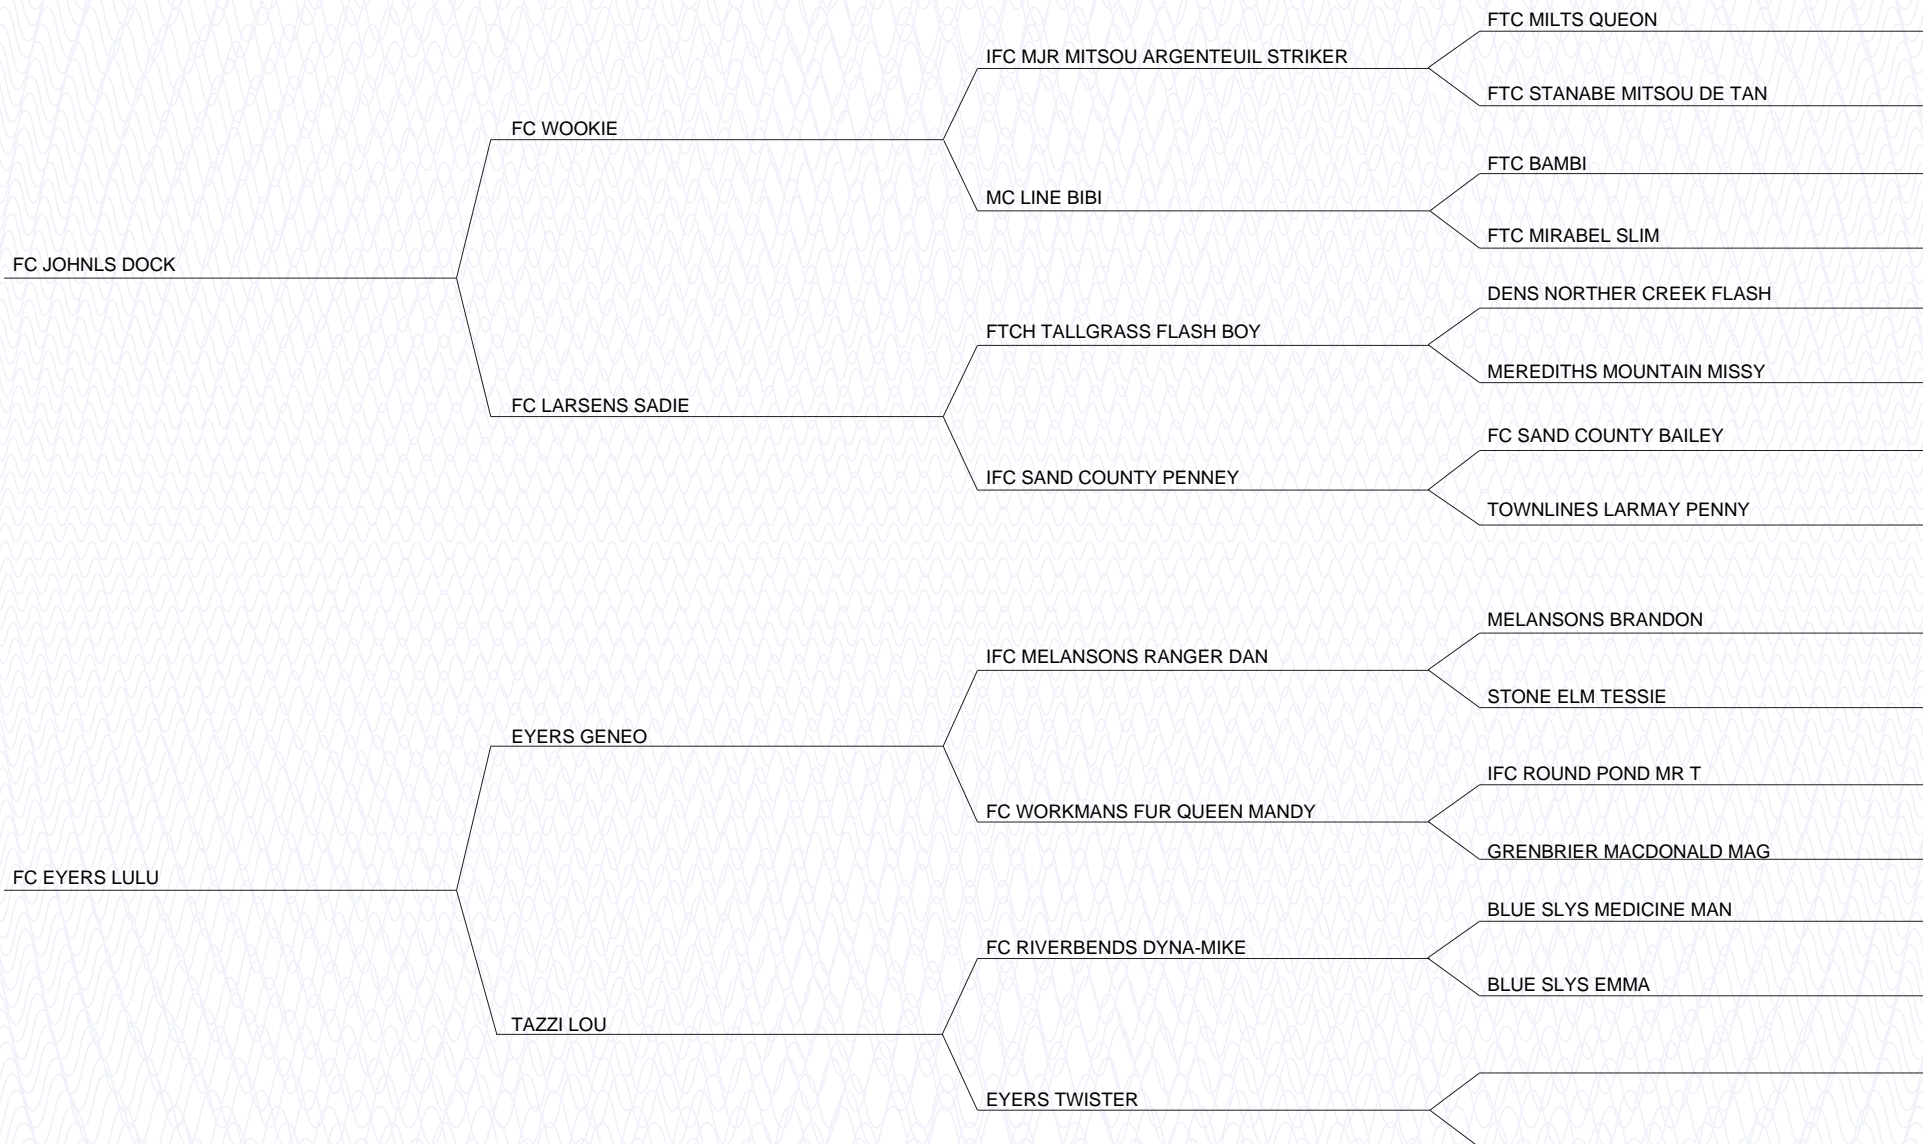 FTC MILTS QUEON
IFC MJR MITSOU ARGENTEUIL STRIKER
FTC STANABE MITSOU DE TAN
FC WOOKIE
FTC BAMBI
MC LINE BIBI
FTC MIRABEL SLIM
FC JOHNLS DOCK
DENS NORTHER CREEK FLASH
FTCH TALLGRASS FLASH BOY
MEREDITHS MOUNTAIN MISSY
FC LARSENS SADIE
FC SAND COUNTY BAILEY
IFC SAND COUNTY PENNEY
TOWNLINES LARMAY PENNY
MELANSONS BRANDON
IFC MELANSONS RANGER DAN
STONE ELM TESSIE
EYERS GENEO
IFC ROUND POND MR T
FC WORKMANS FUR QUEEN MANDY
GRENBRIER MACDONALD MAG
FC EYERS LULU
BLUE SLYS MEDICINE MAN
FC RIVERBENDS DYNA-MIKE
BLUE SLYS EMMA
TAZZI LOU
EYERS TWISTER